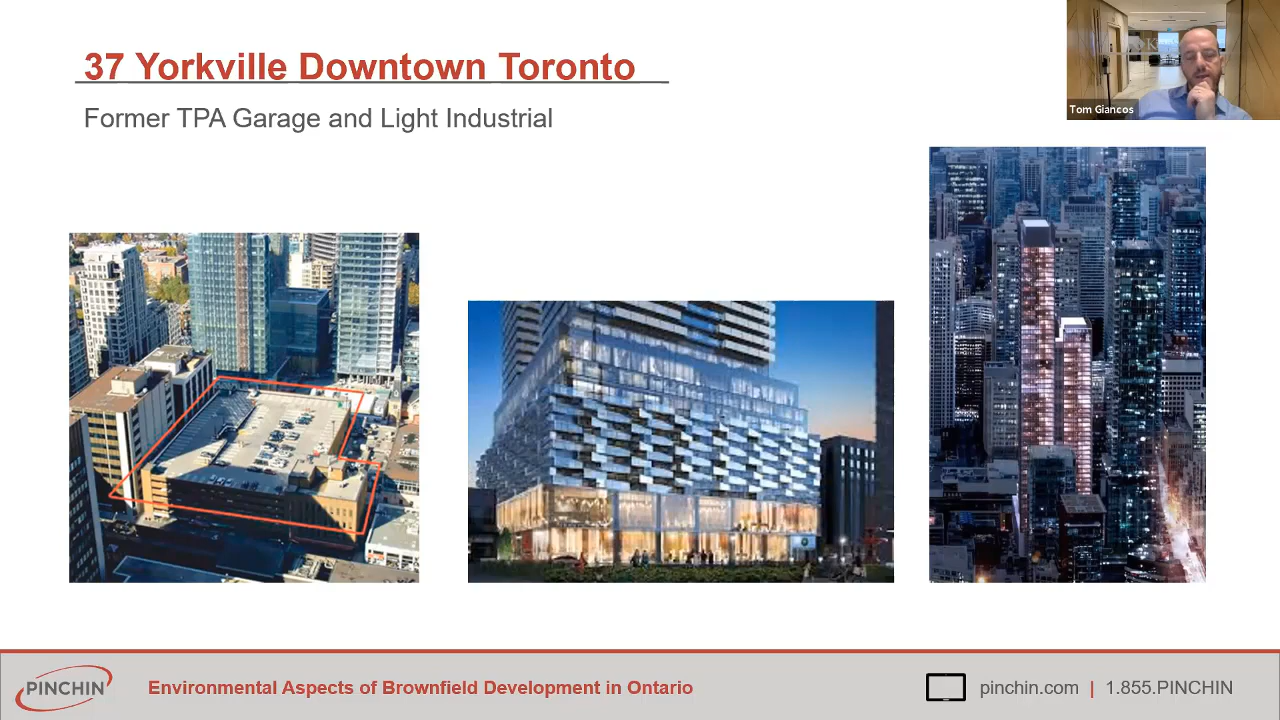 37 Yorkville Downtown Toronto
Former TPA Garage and Light Industrial
Tom Giancos
PINCHIN
Environmental Aspects of Brownfield Development in Ontario
pinchin.com | 1.855.PINCHIN